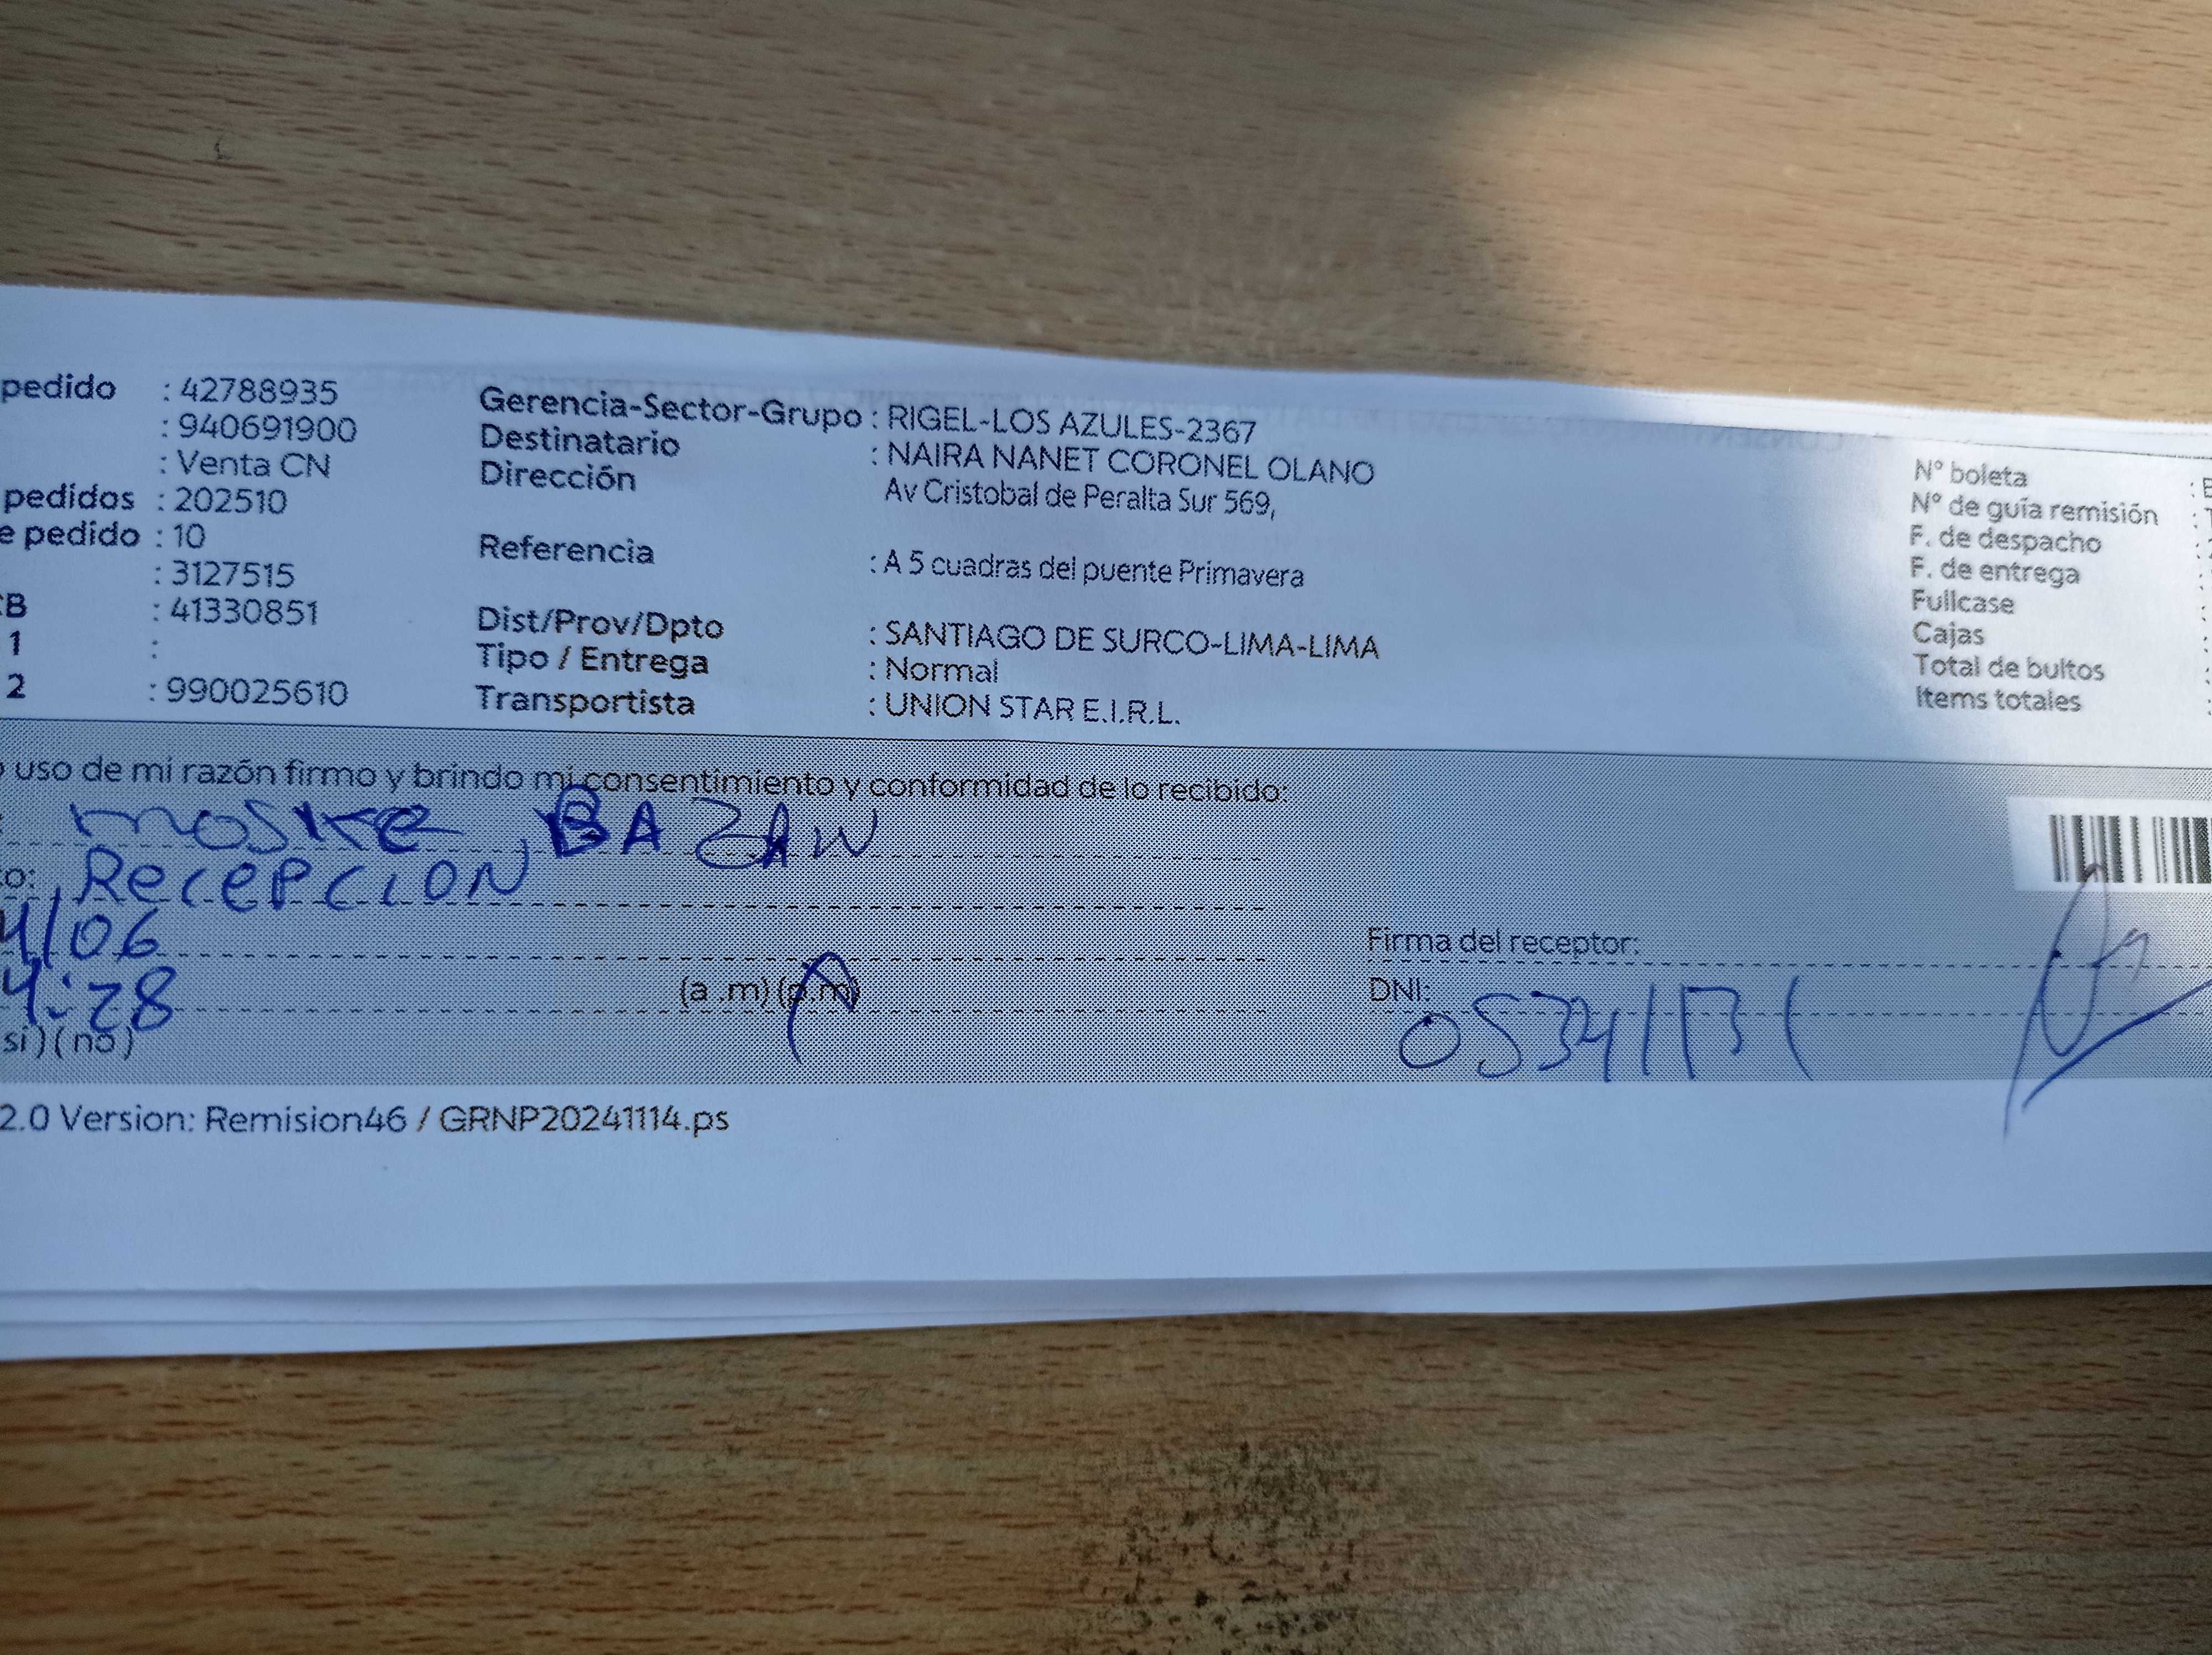 pedido : 42788935
: 940691900
: Venta CN
pedidos : 202510
e pedido : 10
: 3127515
CB : 41330851
1 :
2 : 990025610
Gerencia-Sector-Grupo : RIGEL-LOS AZULES-2367
Destinatario : NAIRA NANET CORONEL OLANO
Dirección Av Cristobal de Peralta Sur 569,
Referencia : A 5 cuadras del puente Primavera
Dist/Prov/Dpto : SANTIAGO DE SURCO-LIMA-LIMA
Tipo / Entrega : Normal
Transportista : UNION STAR E.I.R.L.
N° boleta :
N° de guía remisión :
F. de despacho :
F. de entrega :
Fullcase :
Cajas :
Total de bultos :
Items totales :
o uso de mi razón firmo y brindo mi consentimiento y conformidad de lo recibido:
BAZAN
to: RecePCION
4/06
4:28 (a .m) (p.m)
si) ( no )
Firma del receptor:
DNI:
2.0 Version: Remision46 / GRNP20241114.ps